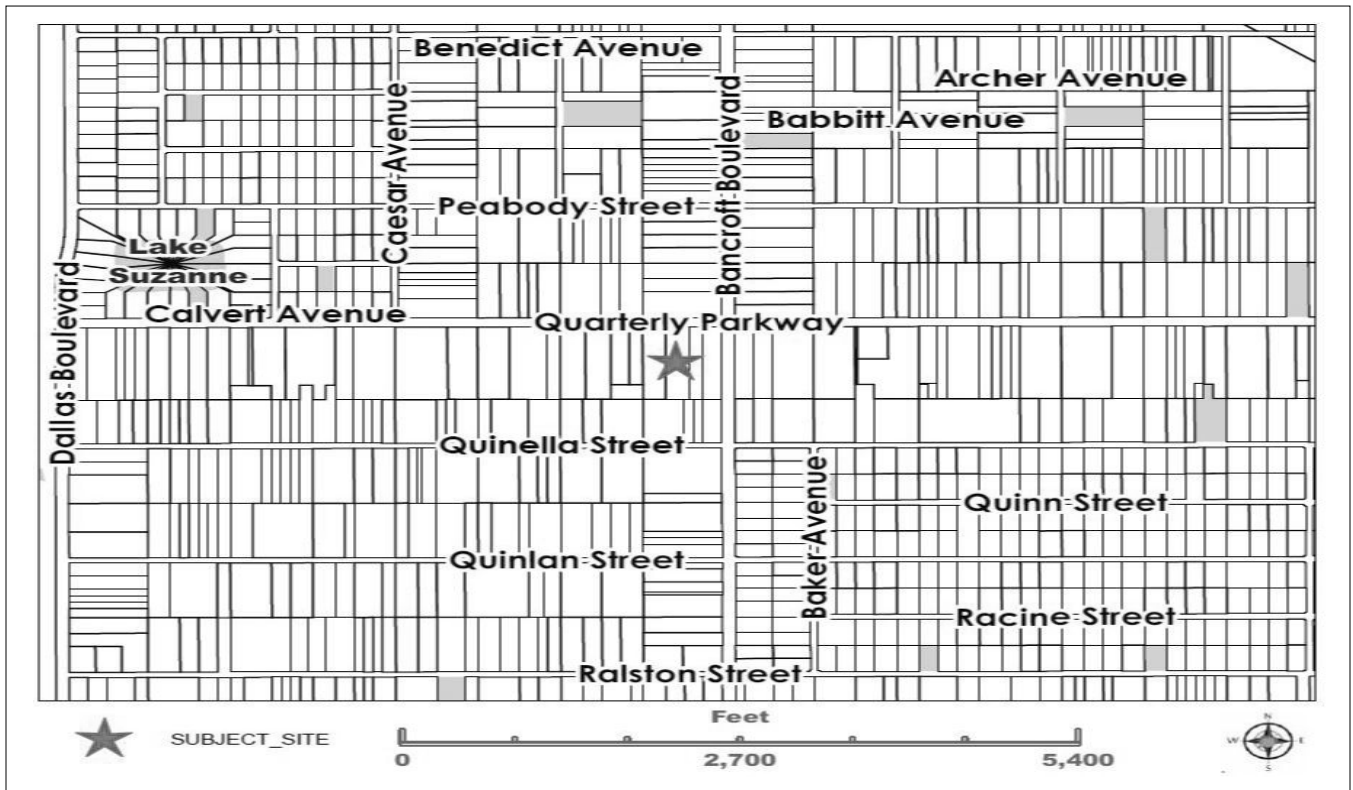 Benedict Avenue
Archer Avenue
Caesar Avenue
Bancroft Boulevard
Babbitt Avenue
Peabody Street
Lake
Suzanne
Dallas Boulevard
Calvert Avenue
Quarterly Parkway
Quinella Street
Baker Avenue
Quinn Street
Quinlan Street
Racine Street
Ralston Street
SUBJECT_SITE
Feet
0 2,700 5,400
N
W E
S